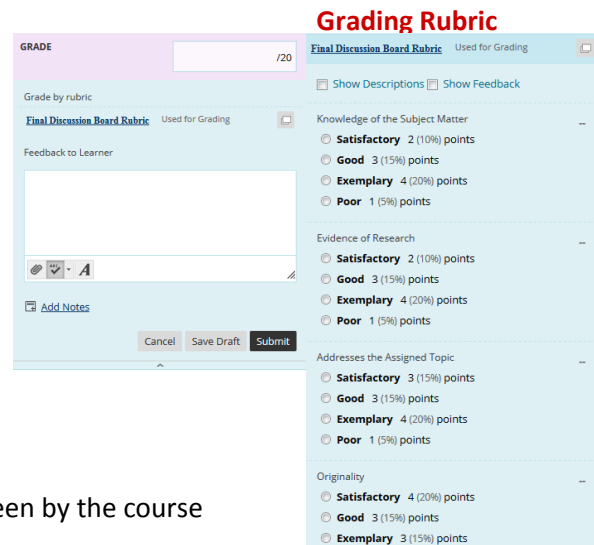 Grading Rubric
GRADE
/20
Grade by rubric
Final Discussion Board Rubric Used for Grading
Feedback to Learner
Add Notes
Cancel Save Draft Submit
een by the course
Final Discussion Board Rubric Used for Grading
Show Descriptions Show Feedback
Knowledge of the Subject Matter --
Satisfactory 2 (10%) points
Good 3 (15%) points
Exemplary 4 (20%) points
Poor 1 (5%) points
Evidence of Research --
Satisfactory 2 (10%) points
Good 3 (15%) points
Exemplary 4 (20%) points
Poor 1 (5%) points
Addresses the Assigned Topic --
Satisfactory 3 (15%) points
Good 3 (15%) points
Exemplary 4 (20%) points
Poor 1 (5%) points
Originality --
Satisfactory 4 (20%) points
Good 3 (15%) points
Exemplary 3 (15%) points